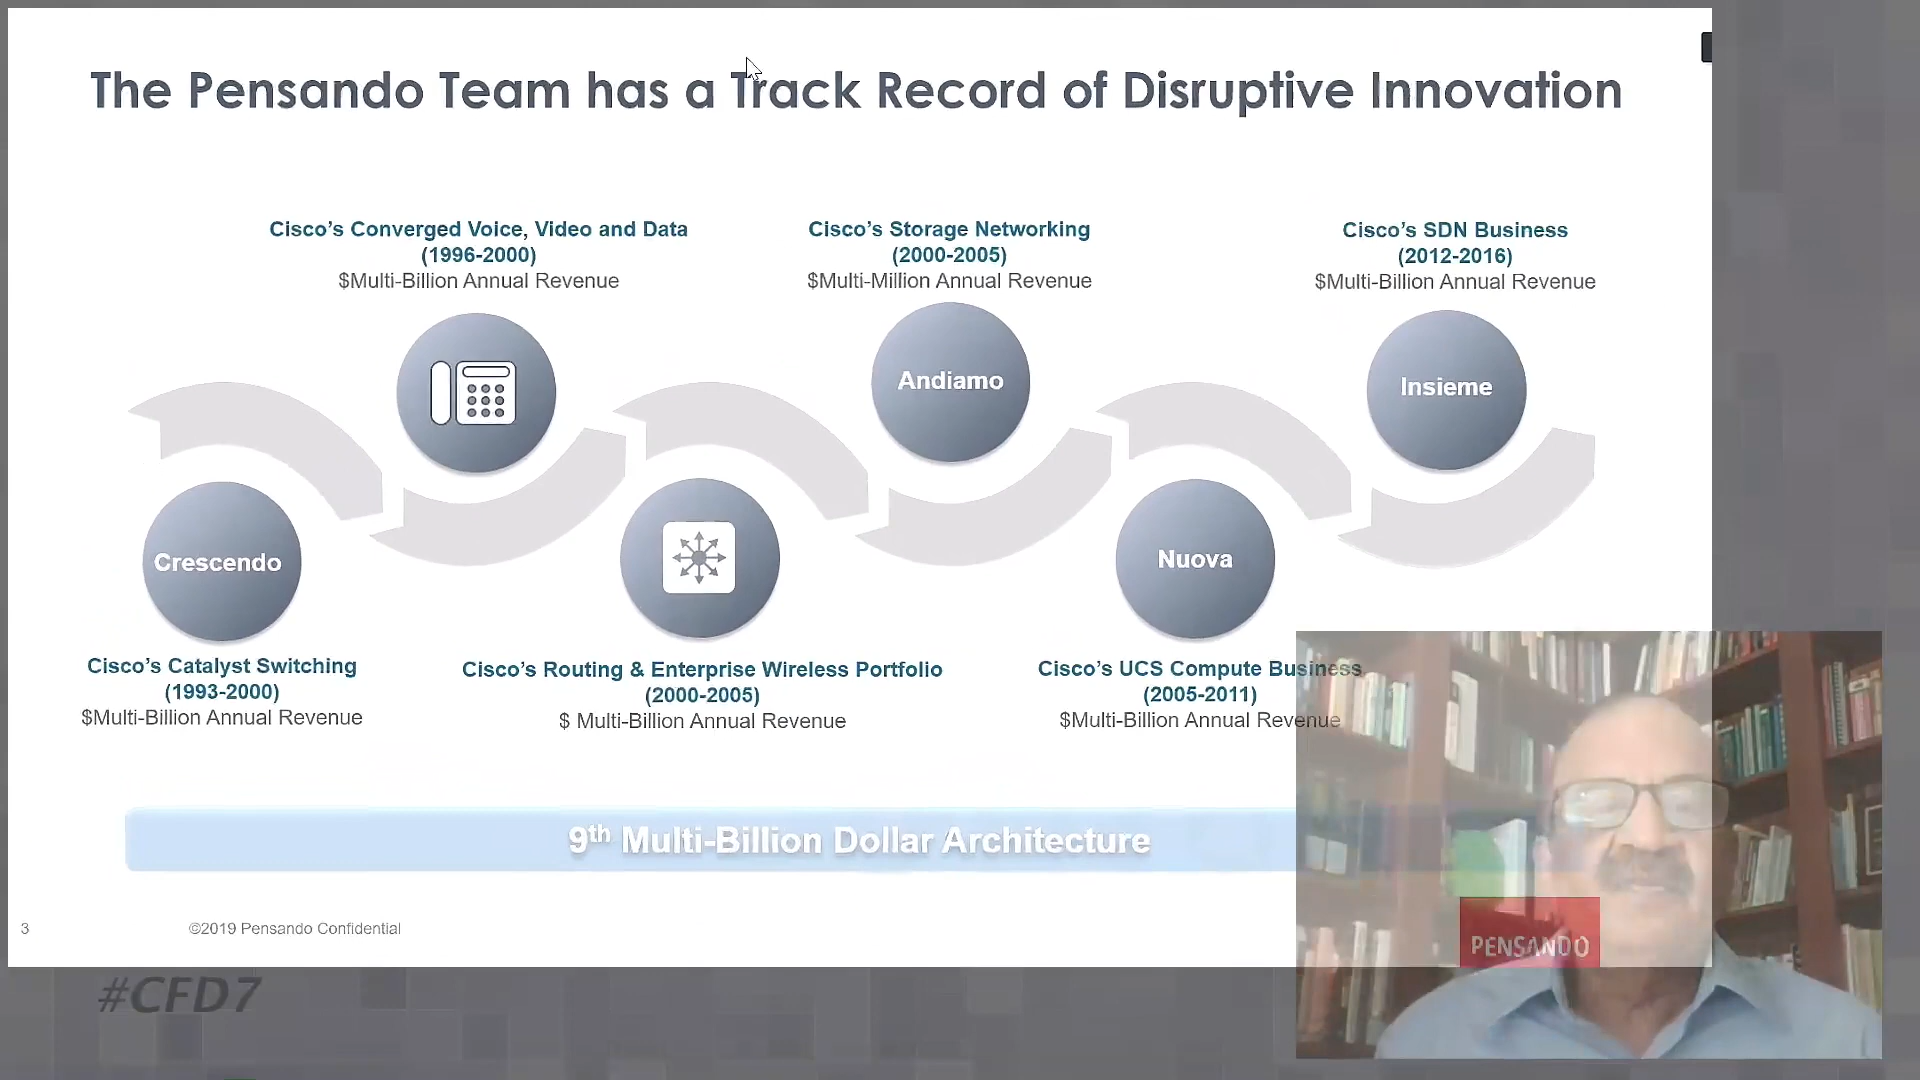 The Pensando Team has a Track Record of Disruptive Innovation
Cisco’s Converged Voice, Video and Data
(1996-2000)
$Multi-Billion Annual Revenue
Cisco’s Storage Networking
(2000-2005)
$Multi-Million Annual Revenue
Cisco’s SDN Business
(2012-2016)
$Multi-Billion Annual Revenue
Andiamo
Insieme
Crescendo
Nuova
Cisco’s Catalyst Switching
(1993-2000)
$Multi-Billion Annual Revenue
Cisco’s Routing & Enterprise Wireless Portfolio
(2000-2005)
$ Multi-Billion Annual Revenue
Cisco’s UCS Compute Business
(2005-2011)
$Multi-Billion Annual Revenue
9th Multi-Billion Dollar Architecture
3
©2019 Pensando Confidential
PENSANDO
#CFD7